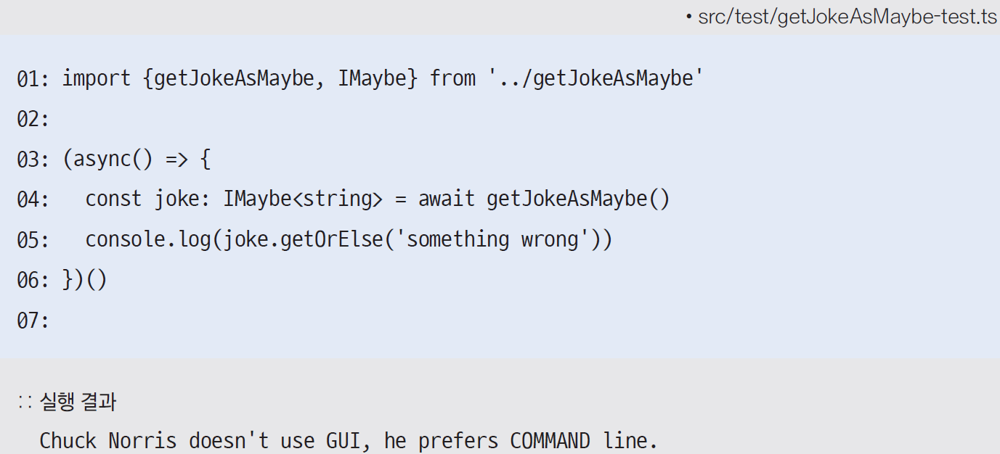 • src/test/getJokeAsMaybe-test.ts
01: import {getJokeAsMaybe, IMaybe} from '../getJokeAsMaybe'
02:
03: (async() => {
04:   const joke: IMaybe<string> = await getJokeAsMaybe()
05:   console.log(joke.getOrElse('something wrong'))
06: })()
07:
:: 실행 결과
Chuck Norris doesn't use GUI, he prefers COMMAND line.